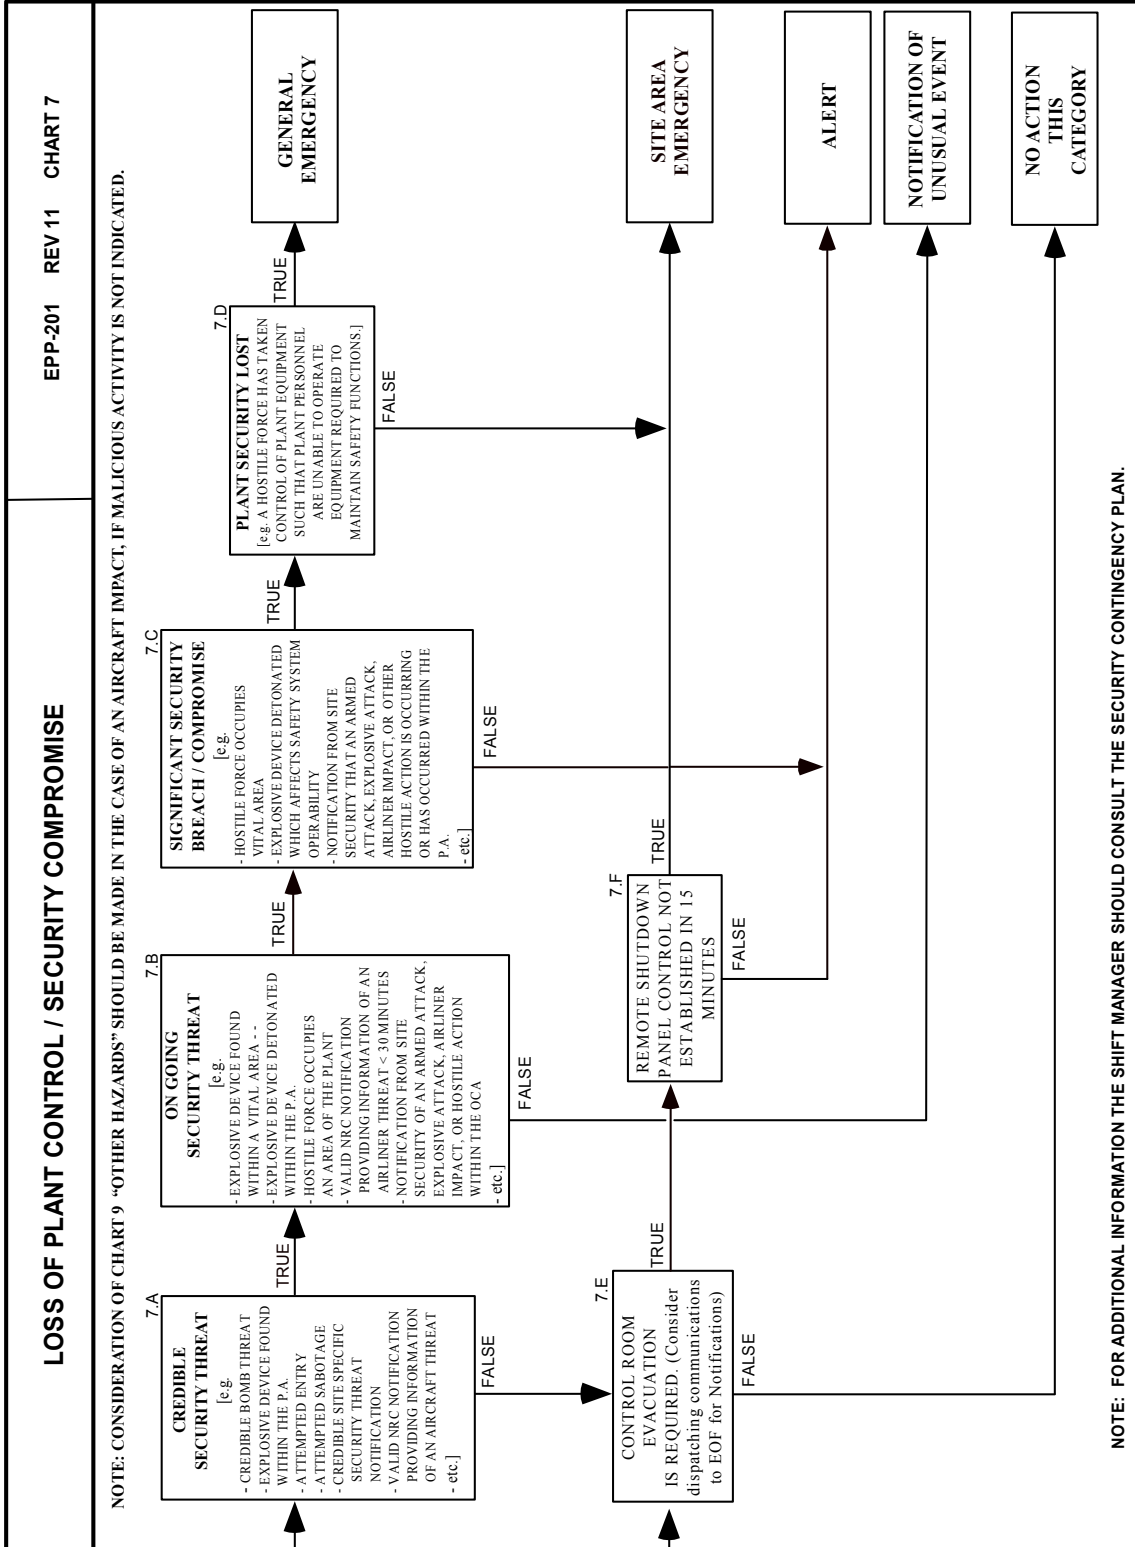 LOSS OF PLANT CONTROL / SECURITY COMPROMISE
EPP-201 REV 11 CHART 7
NOTE: CONSIDERATION OF CHART 9 “OTHER HAZARDS” SHOULD BE MADE IN THE CASE OF AN AIRCRAFT IMPACT, IF MALICIOUS ACTIVITY IS NOT INDICATED.
7.A
CREDIBLE
SECURITY THREAT
[e.g.
- CREDIBLE BOMB THREAT
- EXPLOSIVE DEVICE FOUND
WITHIN THE P.A.
- ATTEMPTED ENTRY
- ATTEMPTED SABOTAGE
- CREDIBLE SITE SPECIFIC
SECURITY THREAT
NOTIFICATION
- VALID NRC NOTIFICATION
PROVIDING INFORMATION
OF AN AIRCRAFT THREAT
- etc.]
TRUE
FALSE
7.B
ON GOING
SECURITY THREAT
[e.g.
- EXPLOSIVE DEVICE FOUND
WITHIN A VITAL AREA - -
- EXPLOSIVE DEVICE DETONATED
WITHIN THE P.A.
- HOSTILE FORCE OCCUPIES
AN AREA OF THE PLANT
- VALID NRC NOTIFICATION
PROVIDING INFORMATION OF AN
AIRLINER THREAT < 30 MINUTES
- NOTIFICATION FROM SITE
SECURITY OF AN ARMED ATTACK,
EXPLOSIVE ATTACK, AIRLINER
IMPACT, OR HOSTILE ACTION
WITHIN THE OCA
- etc.]
TRUE
FALSE
7.C
SIGNIFICANT SECURITY
BREACH / COMPROMISE
[e.g.
- HOSTILE FORCE OCCUPIES
VITAL AREA
- EXPLOSIVE DEVICE DETONATED
WHICH AFFECTS SAFETY SYSTEM
OPERABILITY
- NOTIFICATION FROM SITE
SECURITY THAT AN ARMED
ATTACK, EXPLOSIVE ATTACK,
AIRLINER IMPACT, OR OTHER
HOSTILE ACTION IS OCCURRING
OR HAS OCCURRED WITHIN THE
P.A.
- etc.]
TRUE
FALSE
7.D
PLANT SECURITY LOST
[e.g. A HOSTILE FORCE HAS TAKEN
CONTROL OF PLANT EQUIPMENT
SUCH THAT PLANT PERSONNEL
ARE UNABLE TO OPERATE
EQUIPMENT REQUIRED TO
MAINTAIN SAFETY FUNCTIONS.]
TRUE
FALSE
GENERAL
EMERGENCY
7.E
CONTROL ROOM
EVACUATION
IS REQUIRED. (Consider
dispatching communications
to EOF for Notifications)
TRUE
FALSE
7.F
REMOTE SHUTDOWN
PANEL CONTROL NOT
ESTABLISHED IN 15
MINUTES
TRUE
FALSE
SITE AREA
EMERGENCY
ALERT
NOTIFICATION OF
UNUSUAL EVENT
NO ACTION
THIS
CATEGORY
NOTE: FOR ADDITIONAL INFORMATION THE SHIFT MANAGER SHOULD CONSULT THE SECURITY CONTINGENCY PLAN.